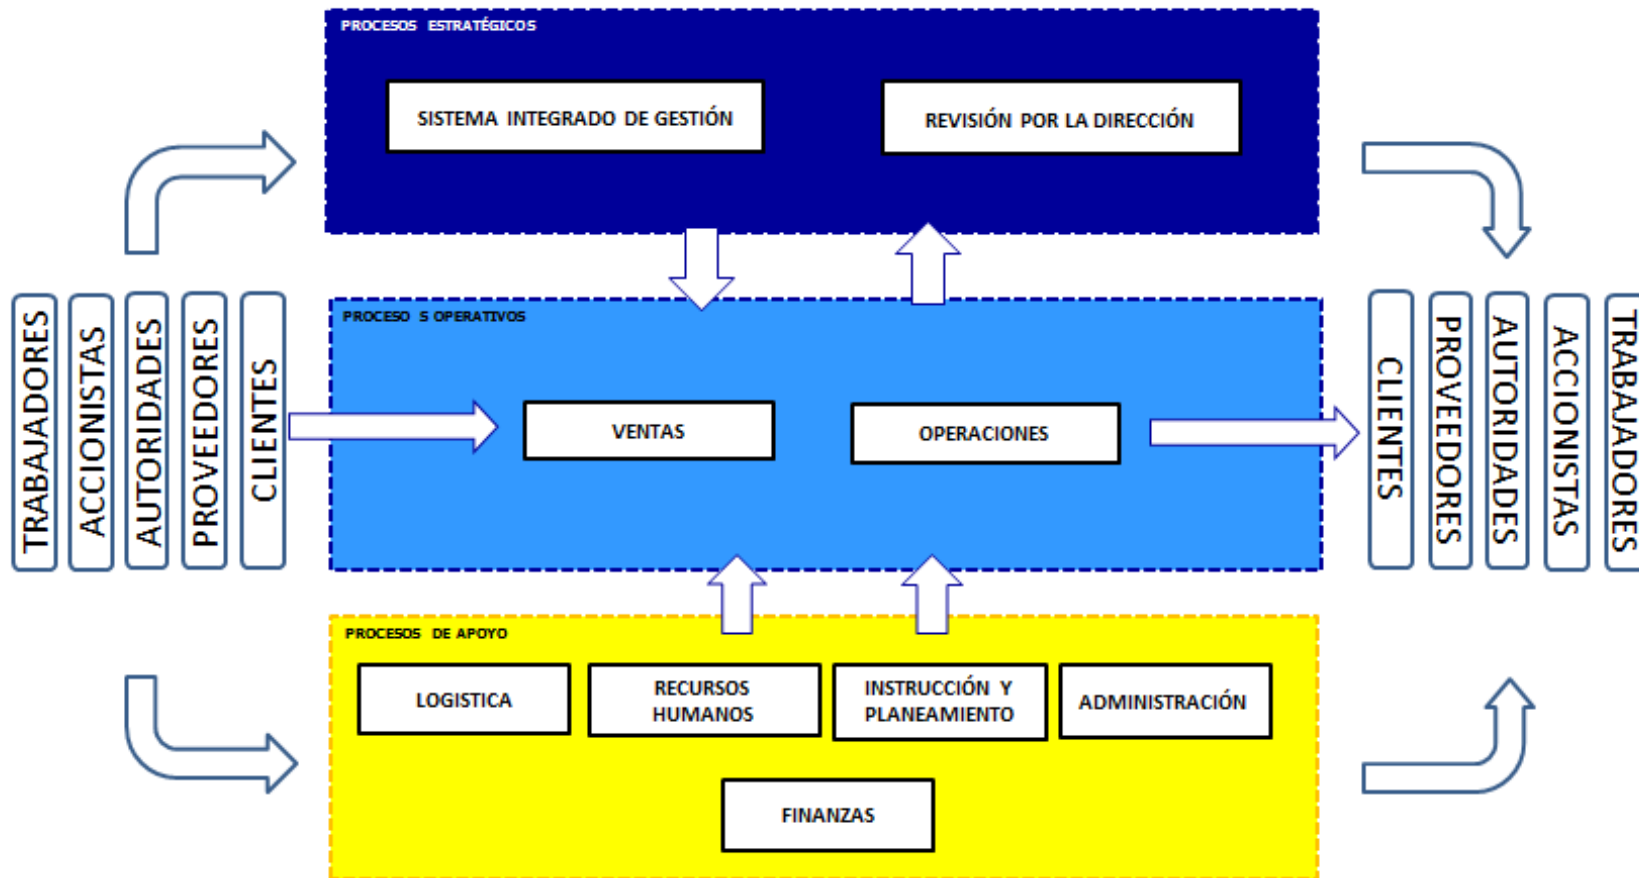 PROCESOS ESTRATÉGICOS
SISTEMA INTEGRADO DE GESTIÓN
REVISIÓN POR LA DIRECCIÓN
TRABAJADORES
ACCIONISTAS
AUTORIDADES
PROVEEDORES
CLIENTES
PROCESO S OPERATIVOS
VENTAS
OPERACIONES
CLIENTES
PROVEEDORES
AUTORIDADES
ACCIONISTAS
TRABAJADORES
PROCESOS DE APOYO
LOGISTICA
RECURSOS
HUMANOS
INSTRUCCIÓN Y
PLANEAMIENTO
ADMINISTRACIÓN
FINANZAS